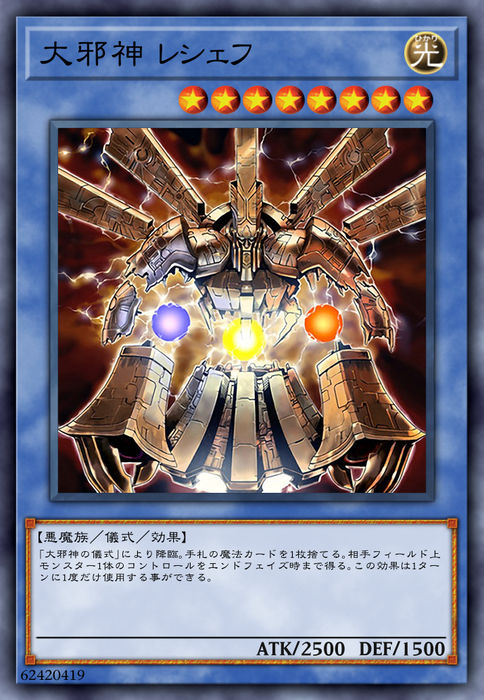 大邪神 レシェフ
ひかり
光
【悪魔族／儀式／効果】
「大邪神の儀式」により降臨。手札の魔法カードを1枚捨てる。相手フィールド上
モンスター1体のコントロールをエンドフェイズ時まで得る。この効果は1ターン
に1度だけ使用する事ができる。
ATK/2500 DEF/1500
62420419